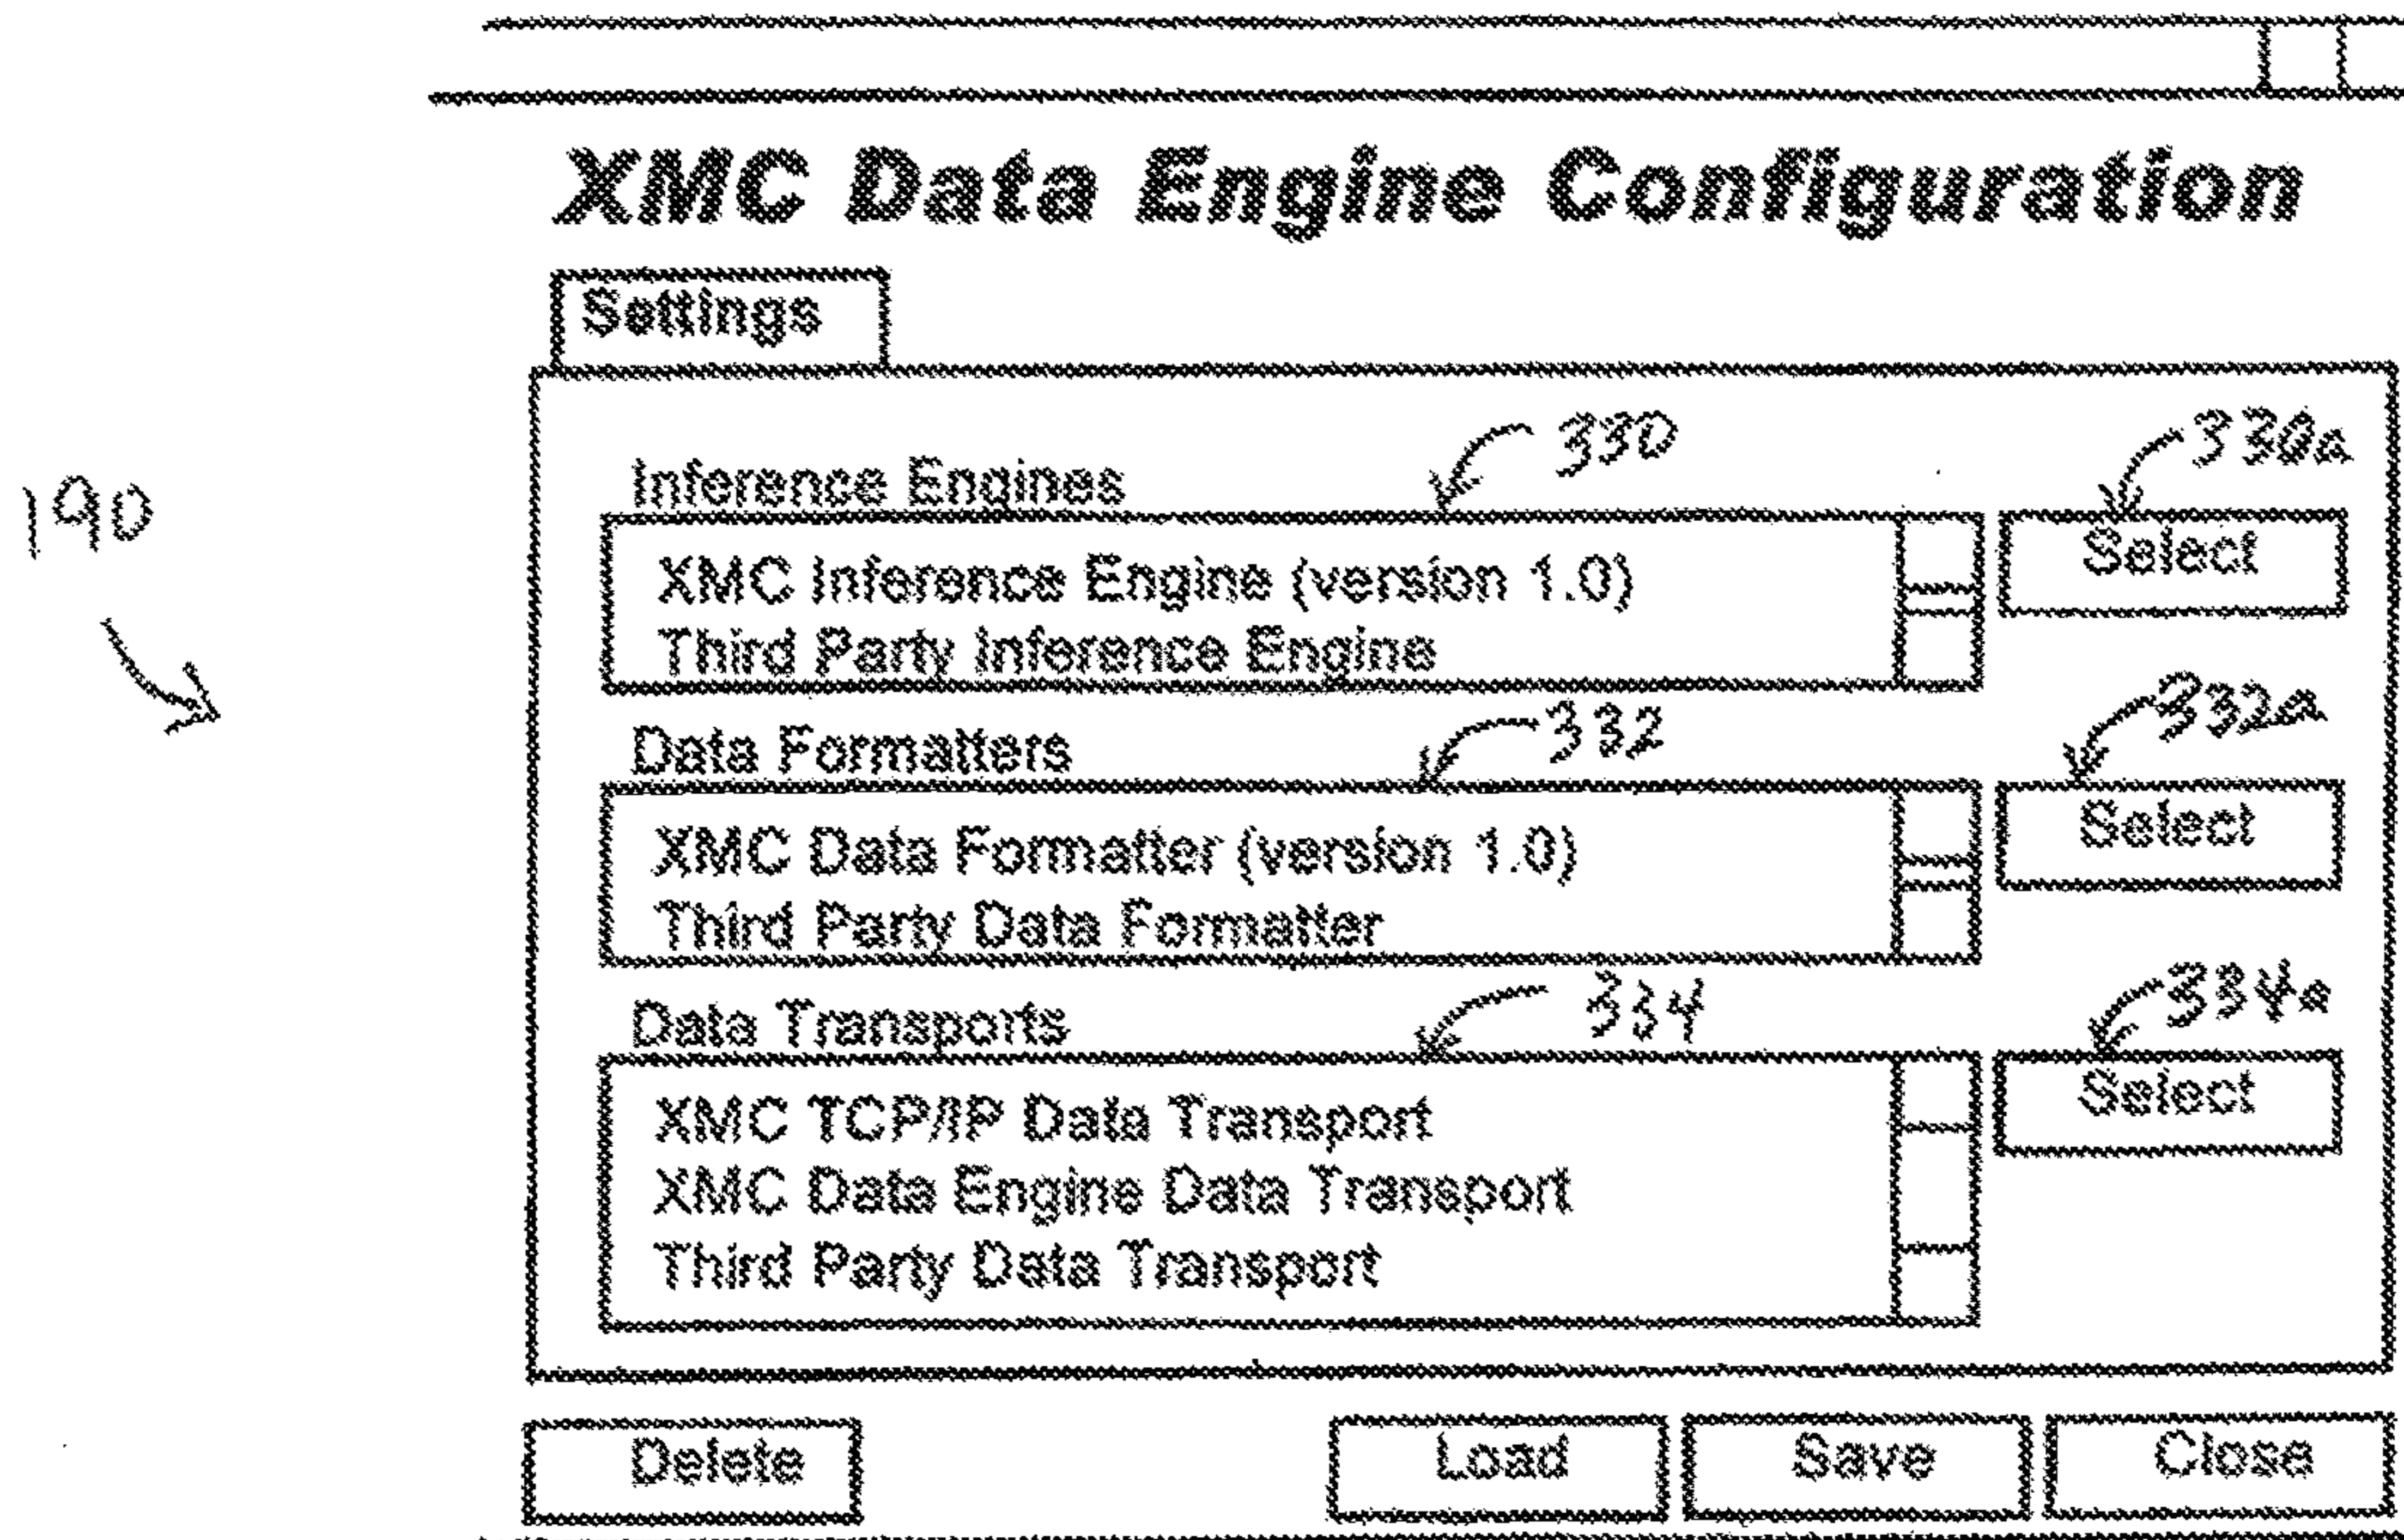 XMC Data Engine Configuration
Settings
330
330a
Inference Engines
190
XMC Inference Engine (version 1.0)
Select
Third Party Inference Engine
332
332a
Data Formatters
XMC Data Formatter (version 1.0)
Select
Third Party Data Formatter
334
334a
Data Transports
XMC TCP/IP Data Transport
Select
XMC Data Engine Data Transport
Third Party Data Transport
Delete
Load
Save
Close